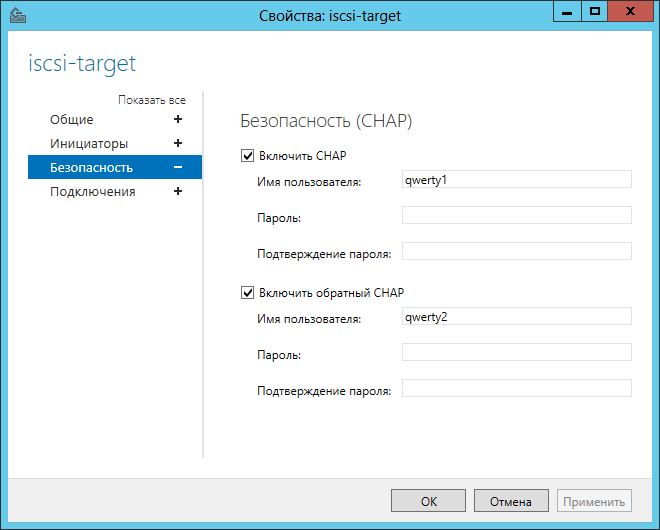 Свойства: iscsi-target
iscsi-target
Показать все
Общие
Инициаторы
Безопасность
Подключения
Безопасность (CHAP)
Включить CHAP
Имя пользователя: qwerty1
Пароль:
Подтверждение пароля:
Включить обратный CHAP
Имя пользователя: qwerty2
Пароль:
Подтверждение пароля:
OK Отмена Применить